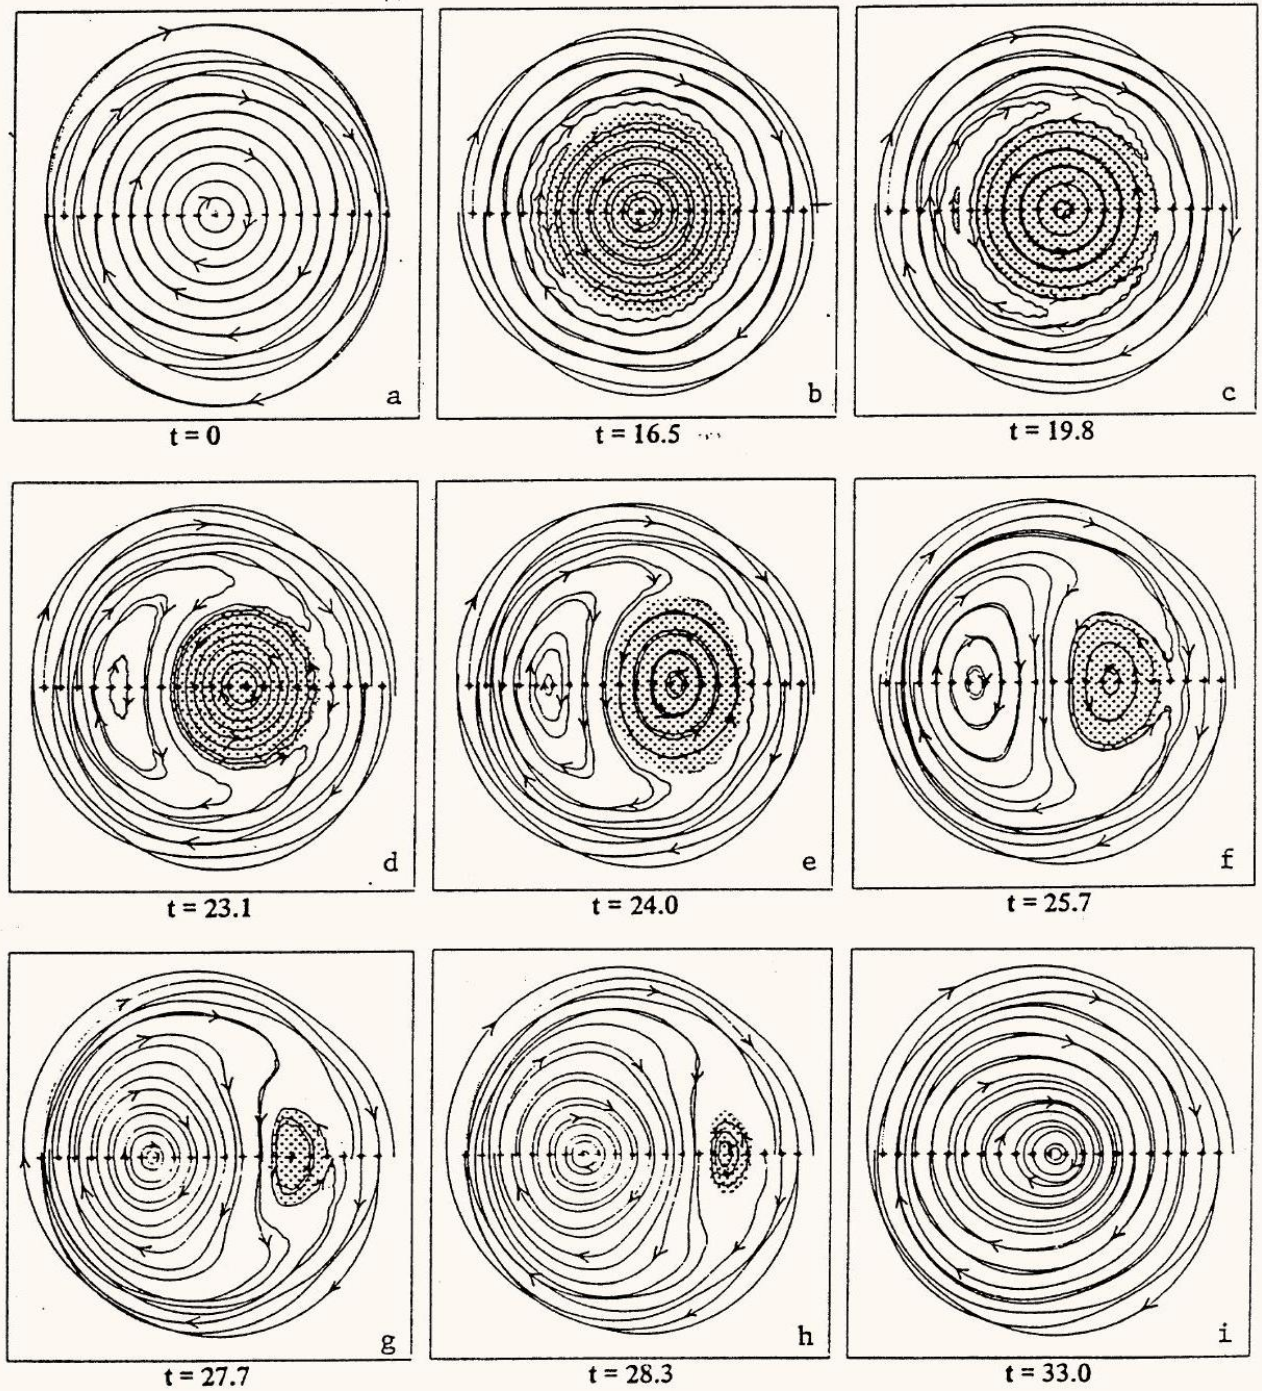 a
b
c
t = 0
t = 16.5
t = 19.8
d
e
f
t = 23.1
t = 24.0
t = 25.7
g
h
i
t = 27.7
t = 28.3
t = 33.0